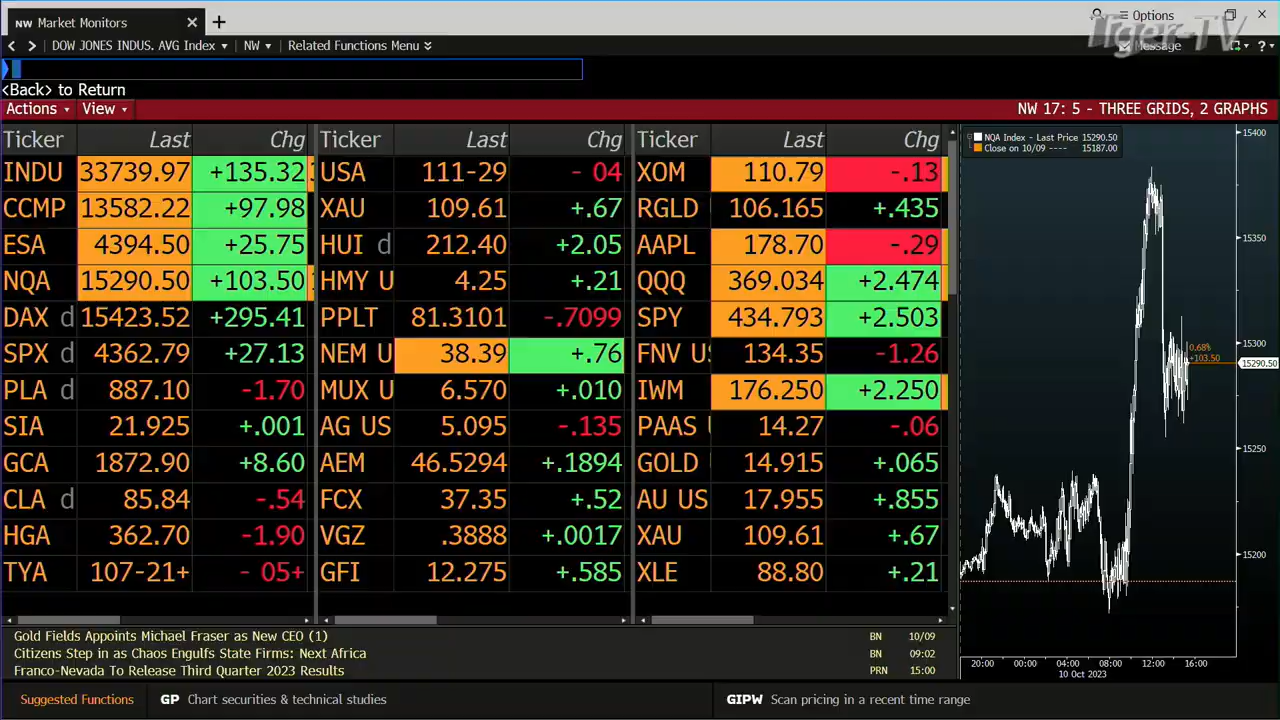 NW Market Monitors × +
Options
Tiger-TV
DOW JONES INDUS. AVG Index NW Related Functions Menu
Message
?
<Back> to Return
Actions View NW 17: 5 - THREE GRIDS, 2 GRAPHS
Ticker Last Chg Ticker Last Chg Ticker Last Chg
INDU 33739.97 +135.32 USA 111-29 - 04 XOM 110.79 -.13
CCMP 13582.22 +97.98 XAU 109.61 +.67 RGLD 106.165 +.435
ESA 4394.50 +25.75 HUI d 212.40 +2.05 AAPL 178.70 -.29
NQA 15290.50 +103.50 HMY U 4.25 +.21 QQQ 369.034 +2.474
DAX d 15423.52 +295.41 PPLT 81.3101 -.7099 SPY 434.793 +2.503
SPX d 4362.79 +27.13 NEM U 38.39 +.76 FNV US 134.35 -1.26
PLA d 887.10 -1.70 MUX U 6.570 +.010 IWM 176.250 +2.250
SIA 21.925 +.001 AG US 5.095 -.135 PAAS U 14.27 -.06
GCA 1872.90 +8.60 AEM 46.5294 +.1894 GOLD 14.915 +.065
CLA d 85.84 -.54 FCX 37.35 +.52 AU US 17.955 +.855
HGA 362.70 -1.90 VGZ .3888 +.0017 XAU 109.61 +.67
TYA 107-21+ - 05+ GFI 12.275 +.585 XLE 88.80 +.21
NQA Index - Last Price 15290.50
Close on 10/09 ---- 15187.00
15400
15350
15300
0.68%
+103.50
15290.50
15250
15200
20:00 00:00 04:00 08:00 12:00 16:00
10 Oct 2023
Gold Fields Appoints Michael Fraser as New CEO (1) BN 10/09
Citizens Step in as Chaos Engulfs State Firms: Next Africa BN 09:02
Franco-Nevada To Release Third Quarter 2023 Results PRN 15:00
Suggested Functions GP Chart securities & technical studies GIPW Scan pricing in a recent time range